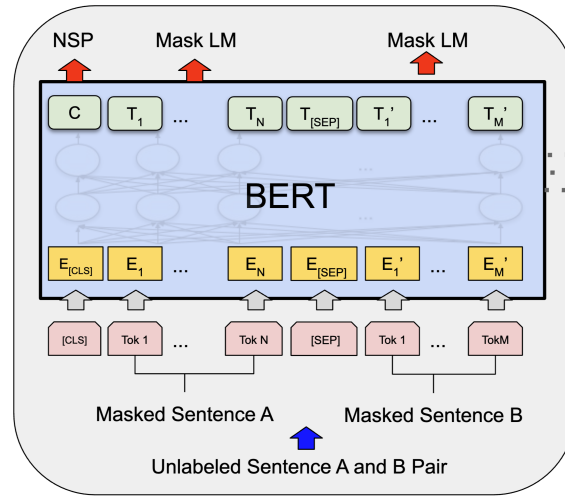 NSP Mask LM Mask LM
C T1 ... TN T[SEP] T1' ... TM'
...
BERT
...
E[CLS] E1 ... EN E[SEP] E1' ... EM'
[CLS] Tok 1 ... Tok N [SEP] Tok 1 ... TokM
Masked Sentence A Masked Sentence B
Unlabeled Sentence A and B Pair